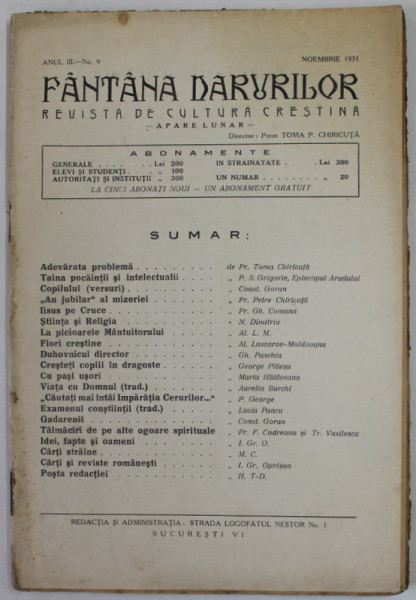 ANUL III.—No. 9 NOEMBRIE 1931
FÂNTÂNA DARURILOR
REVISTA DE CULTURĂ CREȘTINĂ
— APARE LUNAR —
Director: Preot TOMA P. CHIRICUȚĂ
ABONAMENTE
GENERALE . . . . . . . Lei 200 IN STRAINATATE . . . . Lei 300
ELEVI ȘI STUDENȚI . . . . „ 100
AUTORITAȚI ȘI INSTITUȚII „ 300 UN NUMAR . . . . . . . „ 20
LA CINCI ABONAȚI NOUI — UN ABONAMENT GRATUIT
SUMAR:
Adevărata problemă . . . . . . . . . de Pr. Toma Chiricuță
Taina pocăinții și intelectualii . . . . „ P. S. Grigorie, Episcopul Aradului
Copilului (versuri) . . . . . . . . . „ Const. Goran
„An jubilar“ al mizeriei . . . . . . . „ Pr. Petre Chiricuță
Iisus pe Cruce . . . . . . . . . . . „ Pr. Gh. Comana
Știința și Religia . . . . . . . . . . „ N. Dimitriu
La picioarele Mântuitorului . . . . . . „ Al. L. M.
Flori creștine . . . . . . . . . . . „ Al. Lascarov-Moldovanu
Duhovnicul director . . . . . . . . . „ Gh. Paschia
Creșteți copiii în dragoste . . . . . . „ George Plăeșa
Cu pași ușori . . . . . . . . . . . „ Maria Hălăceanu
Viața cu Domnul (trad.) . . . . . . . „ Aurelia Burchi
„Căutați mai întâi Impărăția Cerurilor...“ „ P. George
Examenul conștiinții (trad.) . . . . . . „ Lucia Pancu
Gadarenii . . . . . . . . . . . . . „ Const. Goran
Tălmăciri de pe alte ogoare spirituale „ Pr. F. Codreanu și Tr. Vasilescu
Idei, fapte și oameni . . . . . . . . „ I. Gr. O.
Cărți străine . . . . . . . . . . . . „ M. C.
Cărți și reviste românești . . . . . . „ I. Gr. Oprișan
Poșta redacției . . . . . . . . . . . „ H. T-D.
REDACȚIA ȘI ADMINISTRAȚIA: STRADA LOGOFĂTUL NESTOR No. 1
BUCUREȘTI VI